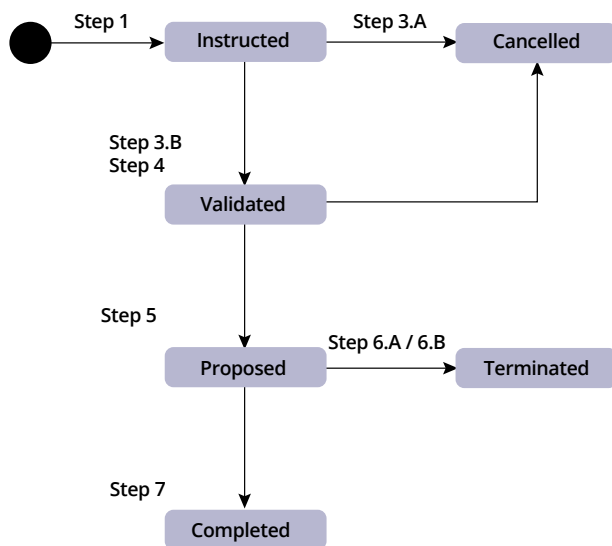 Step 1
Instructed
Step 3.A
Cancelled
Step 3.B
Step 4
Validated
Step 5
Step 6.A / 6.B
Proposed
Terminated
Step 7
Completed